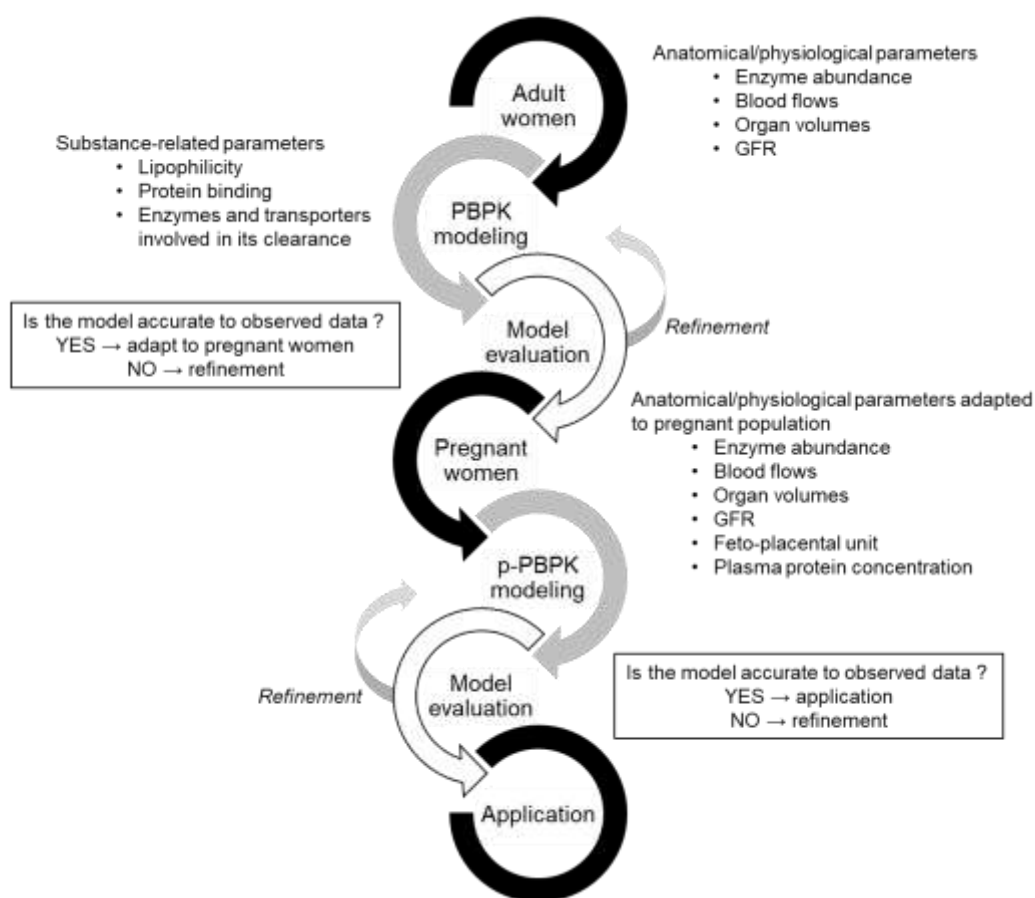 Adult
women
Anatomical/physiological parameters
• Enzyme abundance
• Blood flows
• Organ volumes
• GFR
Substance-related parameters
• Lipophilicity
• Protein binding
• Enzymes and transporters
involved in its clearance
PBPK
modeling
Is the model accurate to observed data ?
YES → adapt to pregnant women
NO → refinement
Model
evaluation
Refinement
Pregnant
women
Anatomical/physiological parameters adapted
to pregnant population
• Enzyme abundance
• Blood flows
• Organ volumes
• GFR
• Feto-placental unit
• Plasma protein concentration
p-PBPK
modeling
Refinement
Model
evaluation
Is the model accurate to observed data ?
YES → application
NO → refinement
Application